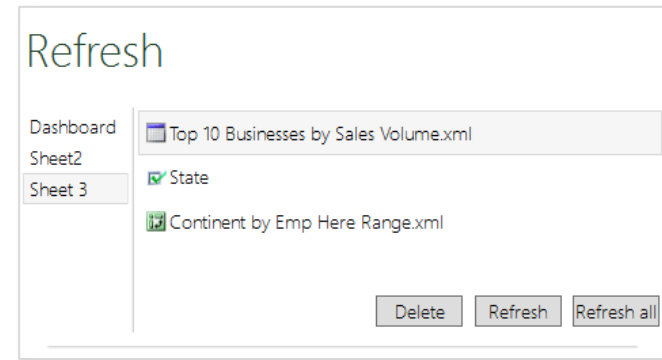 Refresh
Dashboard
Sheet2
Sheet 3
Top 10 Businesses by Sales Volume.xml
State
Continent by Emp Here Range.xml
Delete
Refresh
Refresh all